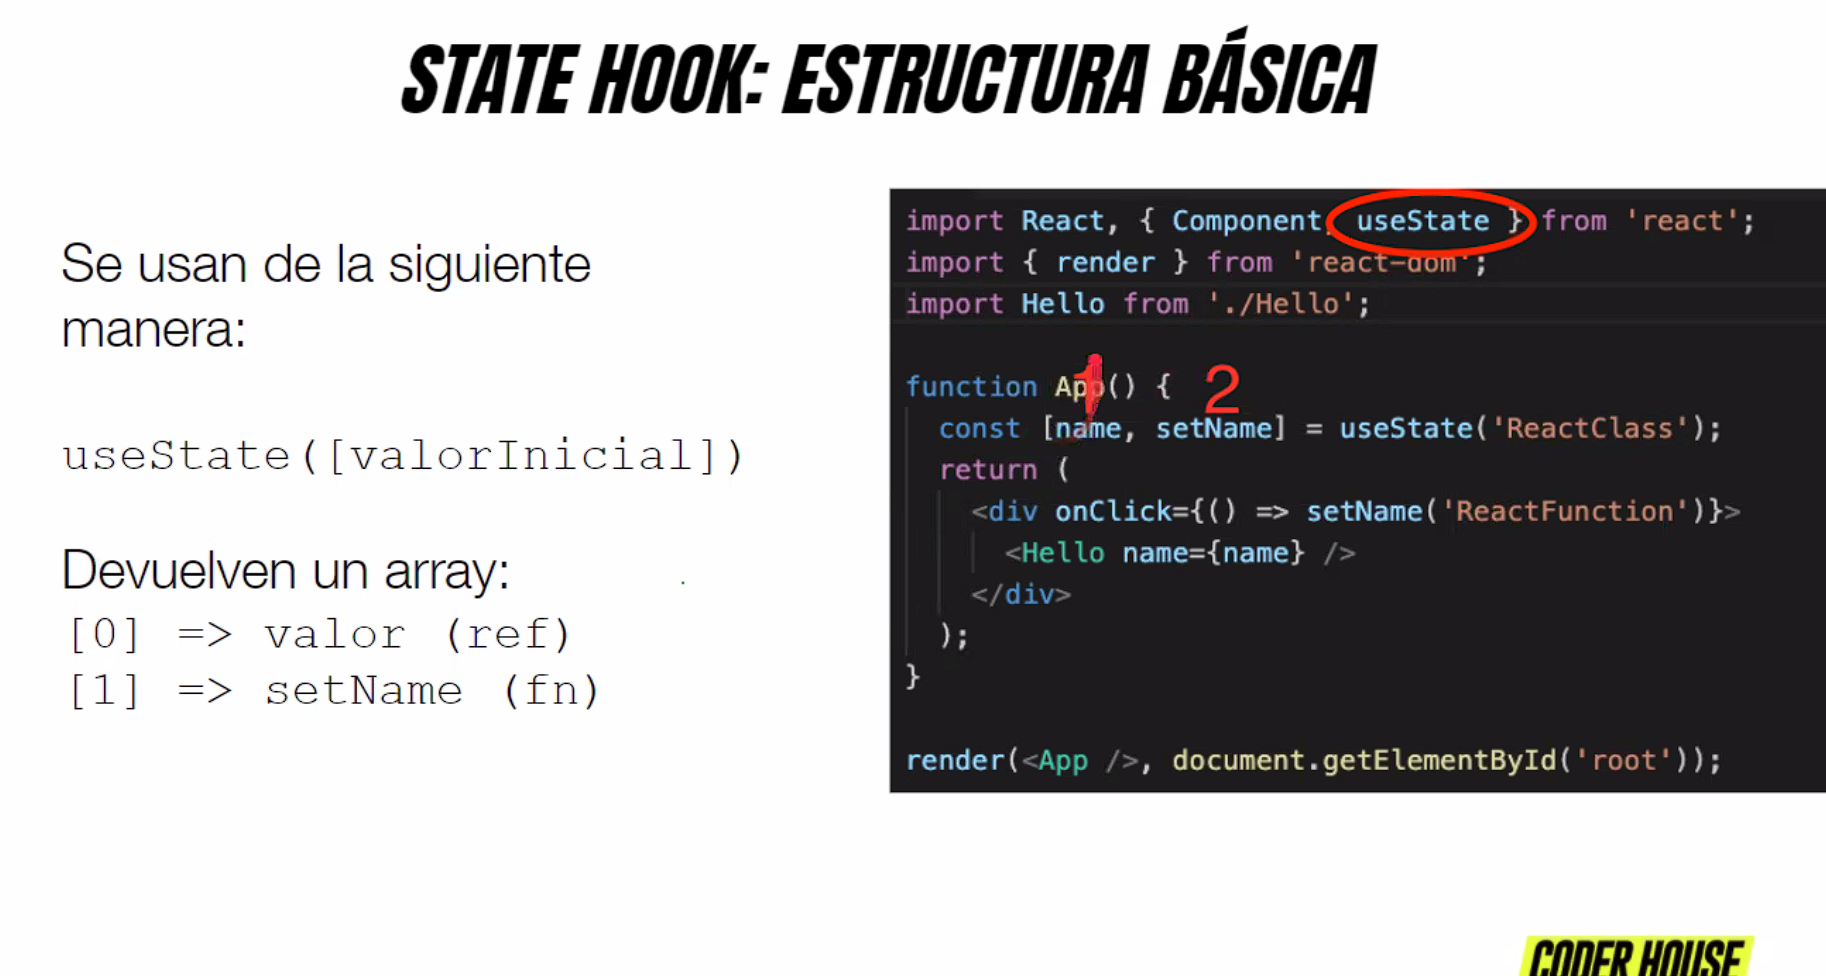 STATE HOOK: ESTRUCTURA BÁSICA
Se usan de la siguiente
manera:
useState([valorInicial])
Devuelven un array:
[0] => valor (ref)
[1] => setName (fn)
import React, { Component, useState } from 'react';
import { render } from 'react-dom';
import Hello from './Hello';
1 2
function App() {
const [name, setName] = useState('ReactClass');
return (
<div onClick={() => setName('ReactFunction')}>
<Hello name={name} />
</div>
);
}
render(<App />, document.getElementById('root'));
CODER HOUSE